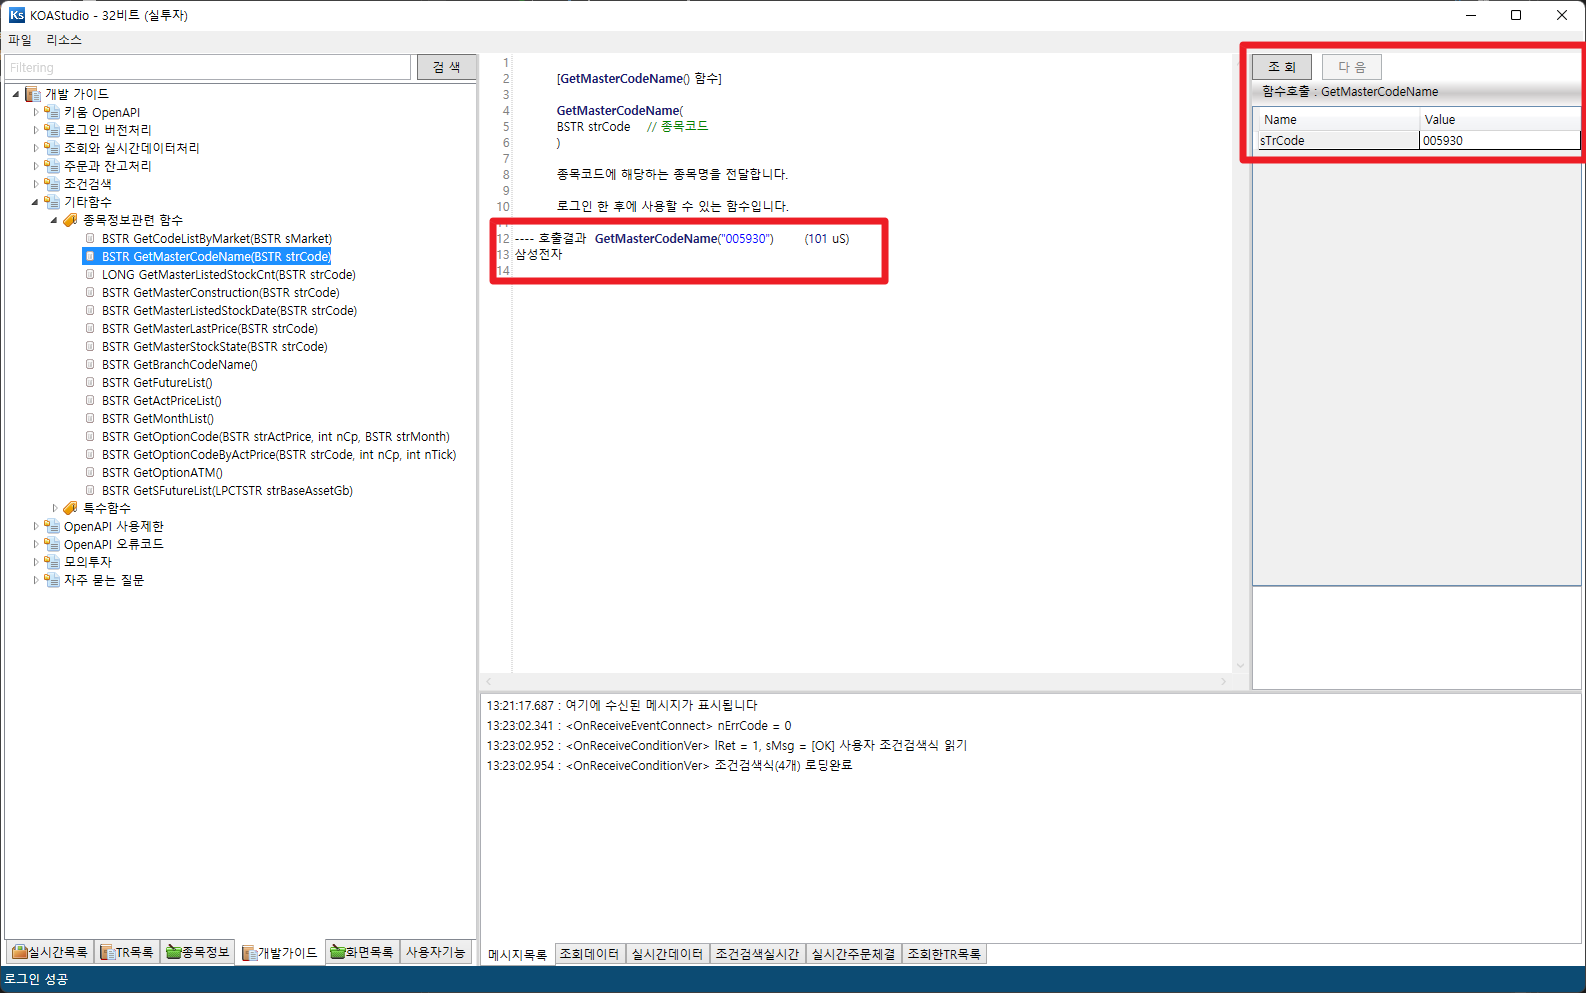 KOAStudio - 32비트 (실투자)
파일 리소스
Filtering
검 색
개발 가이드
키움 OpenAPI
로그인 버전처리
조회와 실시간데이터처리
주문과 잔고처리
조건검색
기타함수
종목정보관련 함수
BSTR GetCodeListByMarket(BSTR sMarket)
BSTR GetMasterCodeName(BSTR strCode)
LONG GetMasterListedStockCnt(BSTR strCode)
BSTR GetMasterConstruction(BSTR strCode)
BSTR GetMasterListedStockDate(BSTR strCode)
BSTR GetMasterLastPrice(BSTR strCode)
BSTR GetMasterStockState(BSTR strCode)
BSTR GetBranchCodeName()
BSTR GetFutureList()
BSTR GetActPriceList()
BSTR GetMonthList()
BSTR GetOptionCode(BSTR strActPrice, int nCp, BSTR strMonth)
BSTR GetOptionCodeByActPrice(BSTR strCode, int nCp, int nTick)
BSTR GetOptionATM()
BSTR GetSFutureList(LPCTSTR strBaseAssetGb)
특수함수
OpenAPI 사용제한
OpenAPI 오류코드
모의투자
자주 묻는 질문
실시간목록 TR목록 종목정보 개발가이드 화면목록 사용자기능
1
2 [GetMasterCodeName() 함수]
3
4 GetMasterCodeName(
5 BSTR strCode // 종목코드
6 )
7
8 종목코드에 해당하는 종목명을 전달합니다.
9
10 로그인 한 후에 사용할 수 있는 함수입니다.
12 ---- 호출결과 GetMasterCodeName("005930") (101 uS)
13 삼성전자
14
조 회 다 음
함수호출 : GetMasterCodeName
Name Value
sTrCode 005930
13:21:17.687 : 여기에 수신된 메시지가 표시됩니다
13:23:02.341 : <OnReceiveEventConnect> nErrCode = 0
13:23:02.952 : <OnReceiveConditionVer> lRet = 1, sMsg = [OK] 사용자 조건검색식 읽기
13:23:02.954 : <OnReceiveConditionVer> 조건검색식(4개) 로딩완료
메시지목록 조회데이터 실시간데이터 조건검색실시간 실시간주문체결 조회한TR목록
로그인 성공